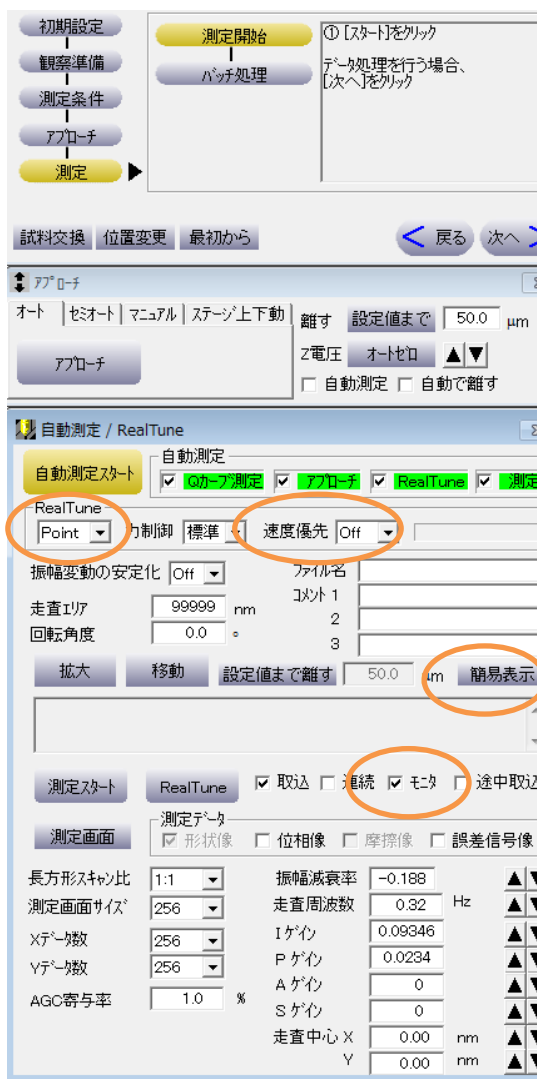 初期設定
観察準備
測定条件
アプローチ
測定
測定開始
バッチ処理
① [スタート]をクリック
データ処理を行う場合、
[次へ]をクリック
試料交換 位置変更 最初から
< 戻る 次へ >
アプローチ
オート セミオート マニュアル ステージ上下動
アプローチ
離す 設定値まで 50.0 μm
Z電圧 オートゼロ
自動測定 自動で離す
自動測定 / RealTune
自動測定スタート
自動測定
Qカーブ測定 アプローチ RealTune 測定
RealTune
Point 力制御 標準 速度優先 Off
振幅変動の安定化 Off
ファイル名
コメント 1
2
3
走査エリア 99999 nm
回転角度 0.0 °
拡大 移動 設定値まで離す 50.0 μm 簡易表示
測定スタート RealTune 取込 連続 モニタ 途中取込
測定画面
測定データ
形状像 位相像 摩擦像 誤差信号像
長方形スキャン比 1:1 振幅減衰率 -0.188
測定画面サイズ 256 走査周波数 0.32 Hz
Xデータ数 256 I ゲイン 0.09346
Yデータ数 256 P ゲイン 0.0234
AGC寄与率 1.0 % A ゲイン 0
S ゲイン 0
走査中心 X 0.00 nm
Y 0.00 nm